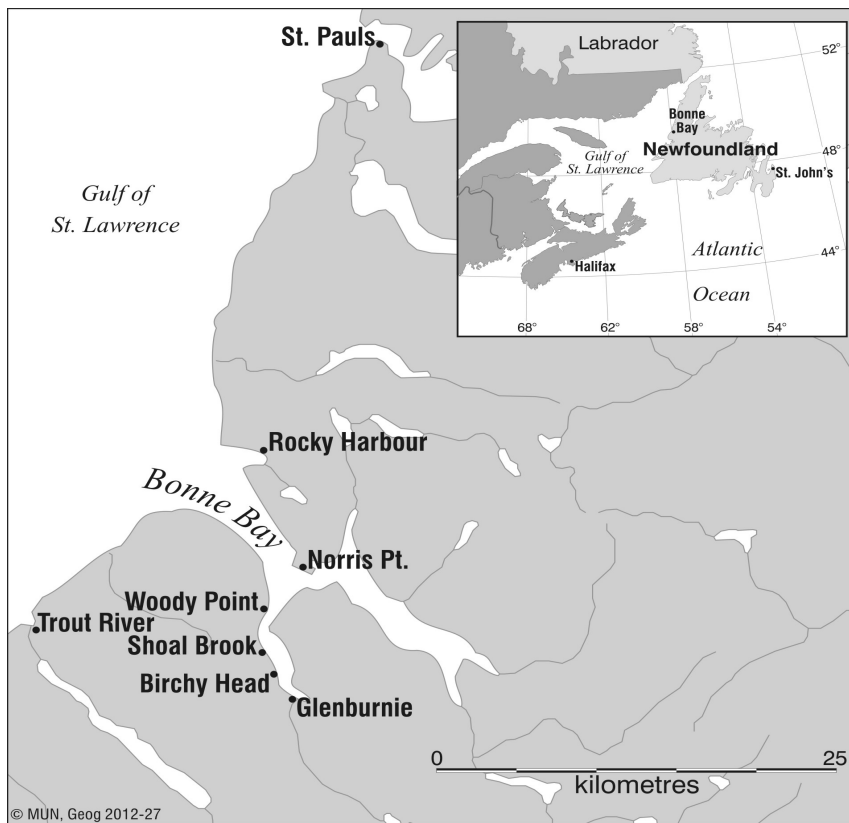 St. Pauls
Gulf of
St. Lawrence
Labrador
52°
Bonne
Bay
Newfoundland
Gulf of
St. Lawrence
48°
St. John's
Atlantic
44°
Halifax
Ocean
68°
62°
58°
54°
Rocky Harbour
Bonne Bay
Norris Pt.
Woody Point
Trout River
Shoal Brook
Birchy Head
Glenburnie
0
25
kilometres
© MUN, Geog 2012-27